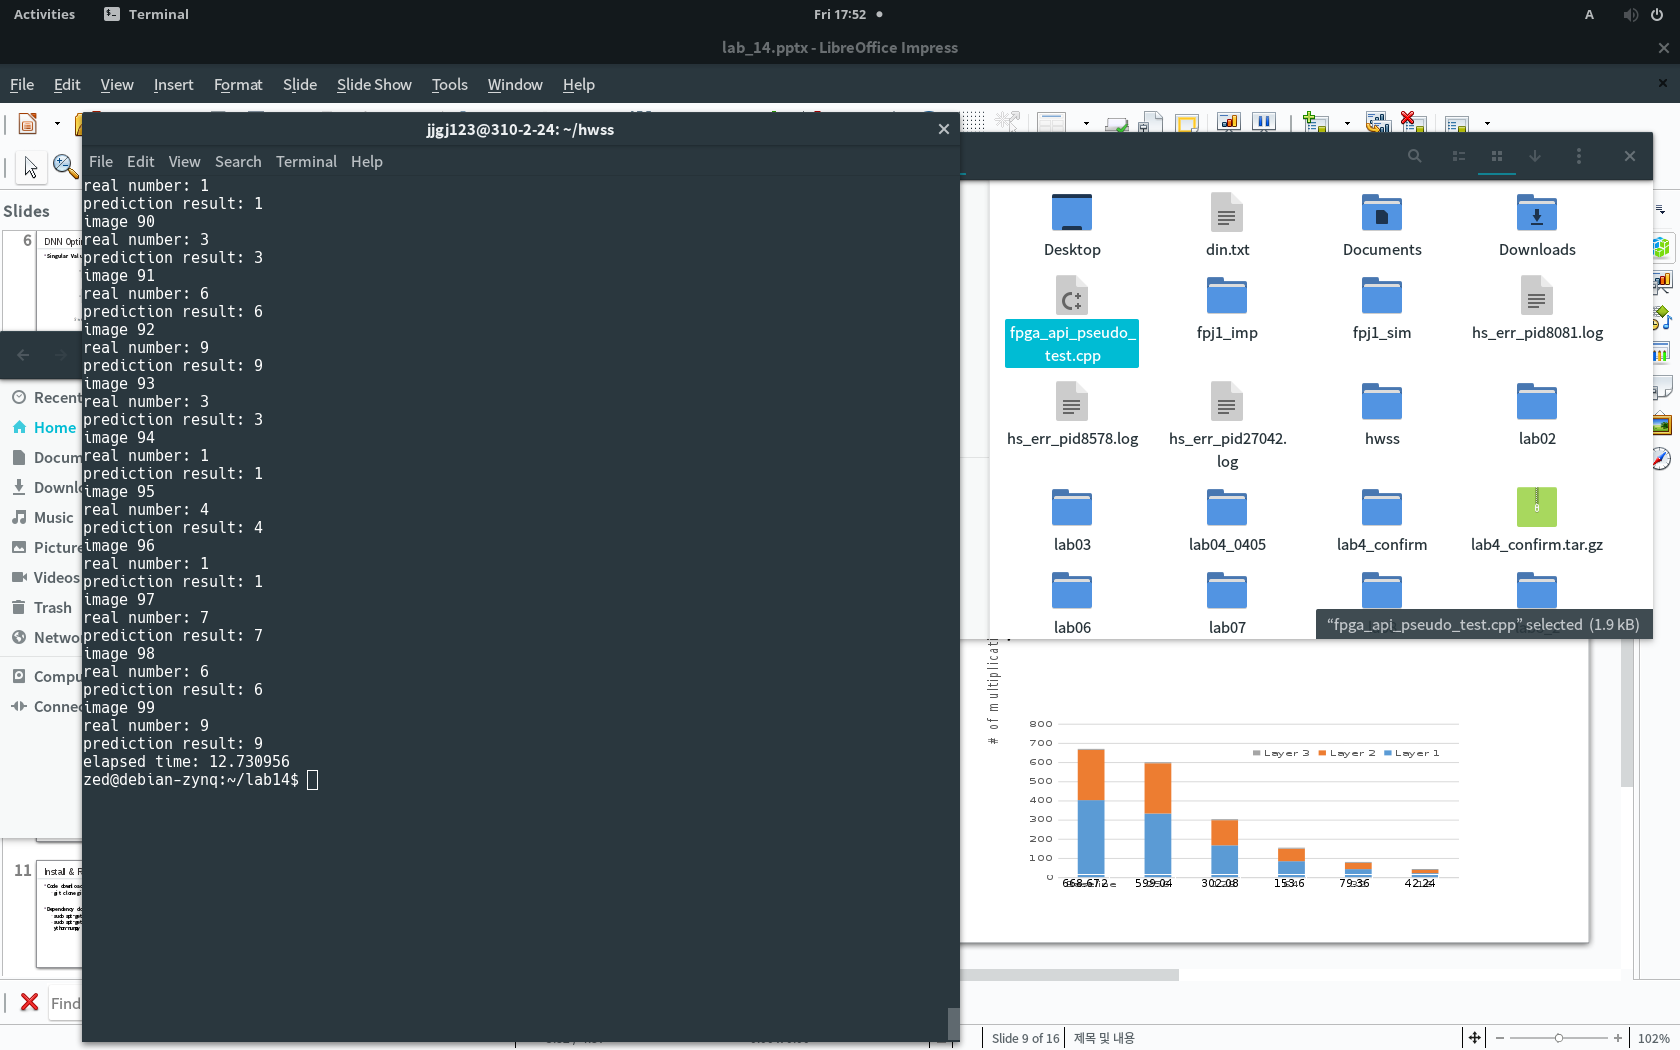 Activities
Terminal
Fri 17:52
A
lab_14.pptx - LibreOffice Impress
File Edit View Insert Format Slide Slide Show Tools Window Help
jjgj123@310-2-24: ~/hwss
File Edit View Search Terminal Help
real number: 1
prediction result: 1
image 90
real number: 3
prediction result: 3
image 91
real number: 6
prediction result: 6
image 92
real number: 9
prediction result: 9
image 93
real number: 3
prediction result: 3
image 94
real number: 1
prediction result: 1
image 95
real number: 4
prediction result: 4
image 96
real number: 1
prediction result: 1
image 97
real number: 7
prediction result: 7
image 98
real number: 6
prediction result: 6
image 99
real number: 9
prediction result: 9
elapsed time: 12.730956
zed@debian-zynq:~/lab14$
Slides
6
DNN Opti
Singular Valu
Recent
Home
Docum
Downlo
Music
Picture
Videos
Trash
Netwo
Compu
Connec
11
Install & R
Find
Desktop
din.txt
Documents
Downloads
fpga_api_pseudo_
test.cpp
fpj1_imp
fpj1_sim
hs_err_pid8081.log
hs_err_pid8578.log
hs_err_pid27042.
log
hwss
lab02
lab03
lab04_0405
lab4_confirm
lab4_confirm.tar.gz
lab06
lab07
“fpga_api_pseudo_test.cpp” selected (1.9 kB)
# of multiplicati
800
700
600
500
400
300
200
100
0
Layer 3
Layer 2
Layer 1
668.672
599.04
302.08
153.6
79.36
42.24
Slide 9 of 16
제목 및 내용
102%